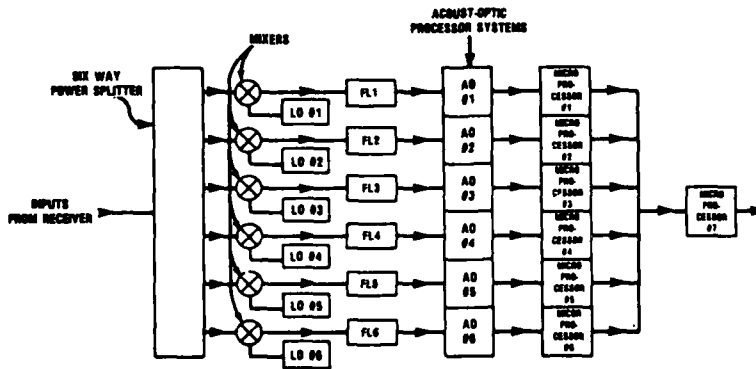 ACOUST-OPTIC
PROCESSOR SYSTEMS
MIXERS
SIX WAY
POWER SPLITTER
INPUTS
FROM RECEIVER
LO #1
FL1
AO
#1
MICRO
PRO-
CESSOR
#1
LO #2
FL2
AO
#2
MICRO
PRO-
CESSOR
#2
LO #3
FL3
AO
#3
MICRO
PRO-
CESSOR
#3
LO #4
FL4
AO
#4
MICRO
PRO-
CESSOR
#4
LO #5
FL5
AO
#5
MICRO
PRO-
CESSOR
#5
LO #6
FL6
AO
#6
MICRO
PRO-
CESSOR
#6
MICRO
PRO-
CESSOR
#7